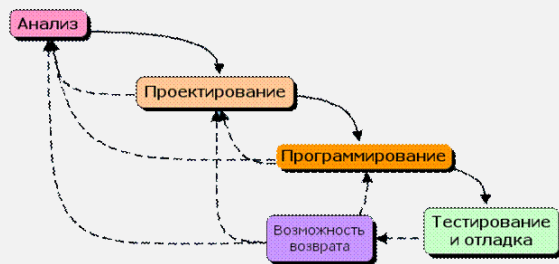 Анализ
Проектирование
Программирование
Возможность
возврата
Тестирование
и отладка